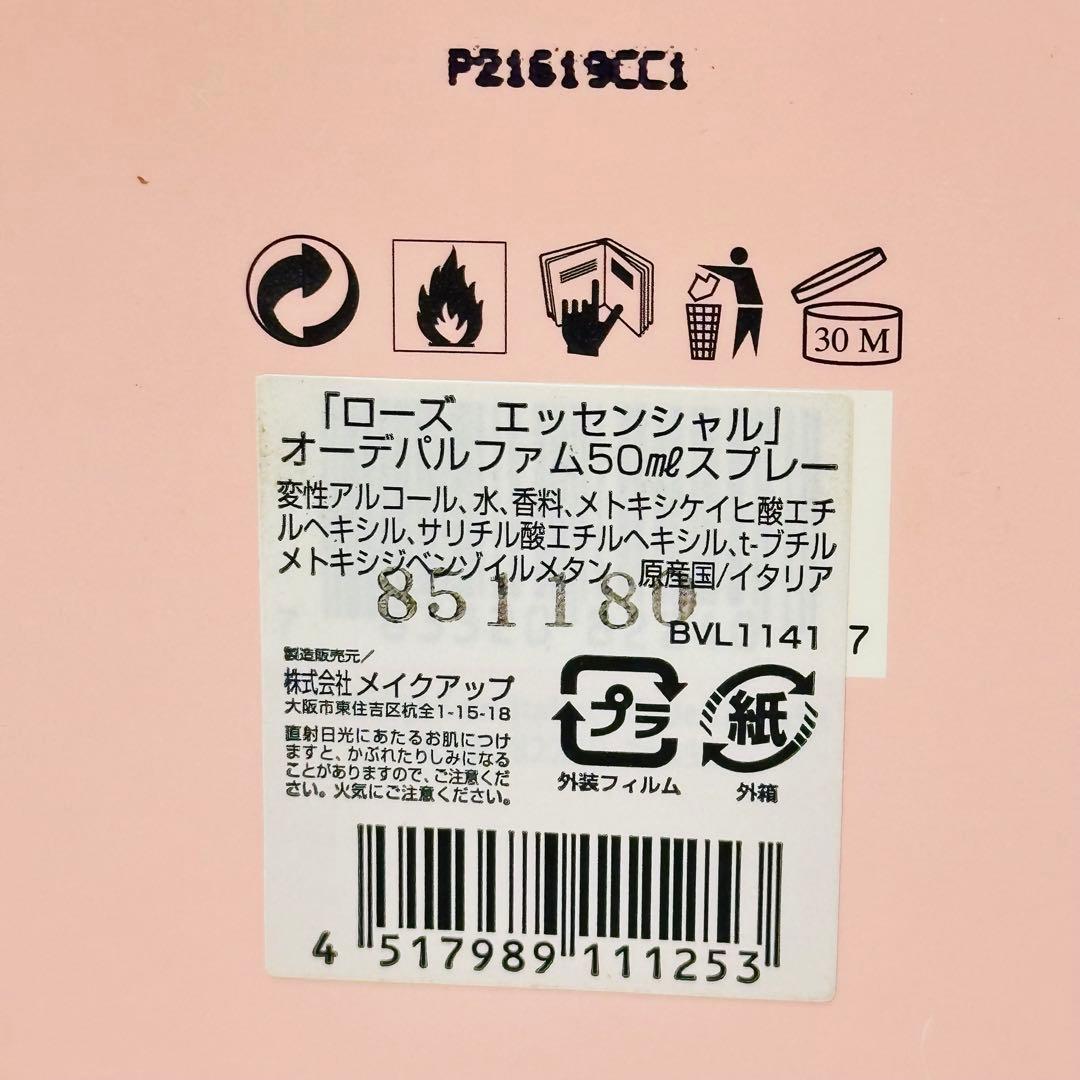 P21619CC1
30 M
「ローズ エッセンシャル」
オーデパルファム50㎖スプレー
変性アルコール、水、香料、メトキシケイヒ酸エチ
ルヘキシル、サリチル酸エチルヘキシル、t-ブチル
メトキシジベンゾイルメタン 原産国/イタリア
851180
BVL1141 7
製造販売元/
株式会社 メイクアップ
大阪市東住吉区杭全1-15-18
直射日光にあたるお肌につけ
ますと、かぶれたりしみになる
ことがありますので、ご注意くだ
さい。火気にご注意ください。
プラ
外装フィルム
紙
外箱
4 517989 111253